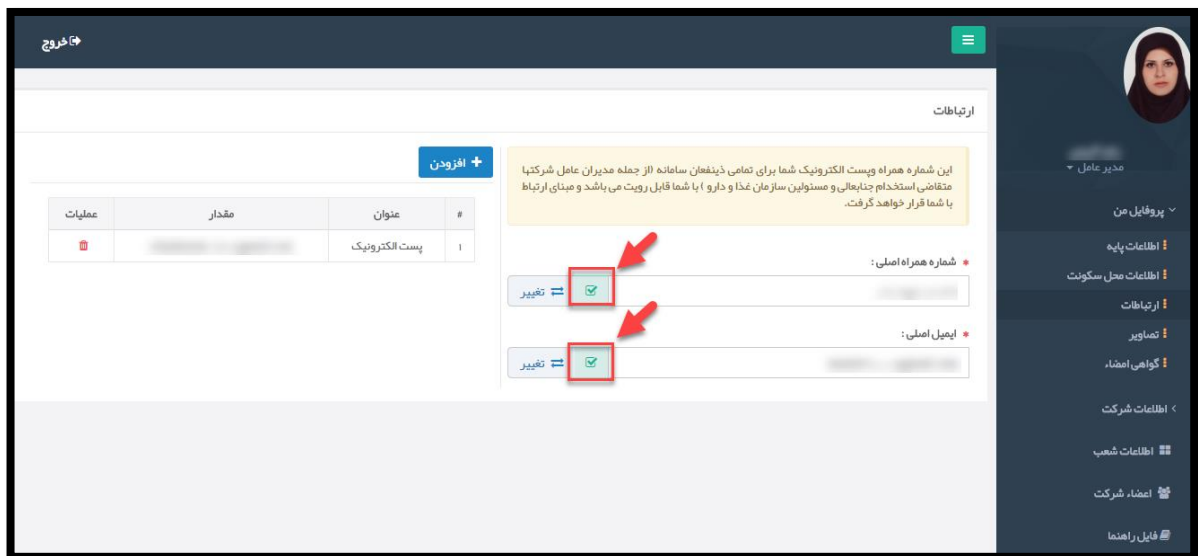 خروج
ارتباطات
این شماره همراه وپست الکترونیک شما برای تمامی ذینفعان سامانه (از جمله مدیران عامل شرکتها
متقاضی استخدام جنابعالی و مسئولین سازمان غذا و دارو ) با شما قابل رویت می باشد و مبنای ارتباط
با شما قرار خواهد گرفت.
* شماره همراه اصلی :
تغییر
* ایمیل اصلی :
تغییر
+ افزودن
# عنوان مقدار عملیات
۱ پست الکترونیک
مدیر عامل
پروفایل من
اطلاعات پایه
اطلاعات محل سکونت
ارتباطات
تصاویر
گواهی امضاء
اطلاعات شرکت
اطلاعات شعب
اعضاء شرکت
فایل راهنما